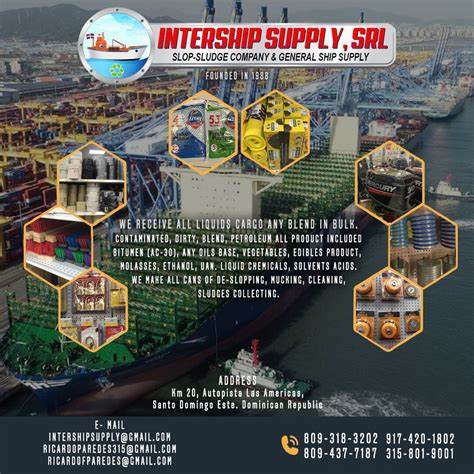 INTERSHIP SUPPLY, SRL
SLOP-SLUDGE COMPANY & GENERAL SHIP SUPPLY
FOUNDED IN 1988
WE RECEIVE ALL LIQUIDS CARGO ANY BLEND IN BULK.
CONTAMINATED, DIRTY, BLEND, PETROLEUM ALL PRODUCT INCLUDED
BITUMEN (AC-30), ANY OILS BASE, VEGETABLES, EDIBLES PRODUCT,
MOLASSES, ETHANOL, UAN. LIQUID CHEMICALS, SOLVENTS ACIDS.
WE MAKE ALL CANS OF DE-SLOPPING, MUCKING, CLEANING,
SLUDGES COLLECTING.
ADDRESS
Km 20, Autopista Las Americas,
Santo Domingo Este. Dominican Republic
E- MAIL
INTERSHIPSUPPLY@GMAIL.COM
RICARDOPAREDES315@GMAIL.COM
RICARDOFPAREDES@GMAIL.COM
809-318-3202 917-420-1802
809-437-7187 315-801-9001